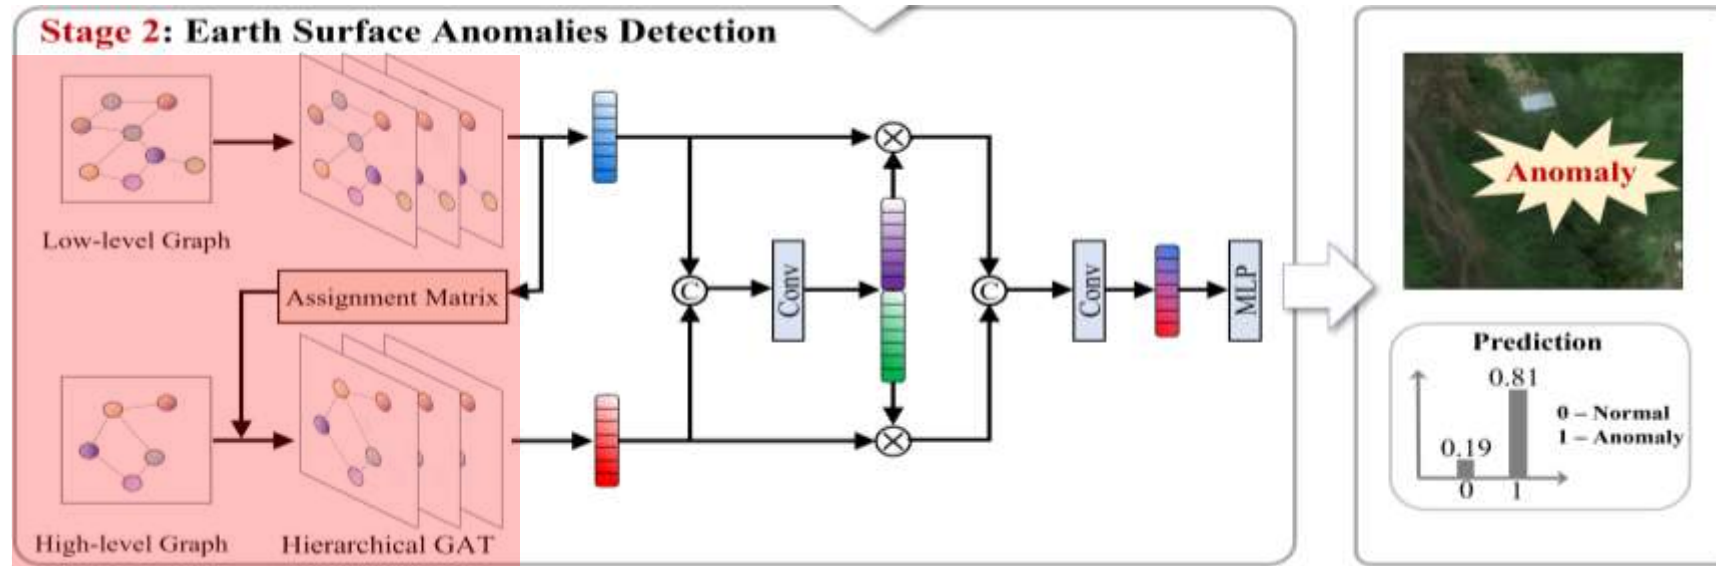 Stage 2: Earth Surface Anomalies Detection
Low-level Graph
Assignment Matrix
High-level Graph
Hierarchical GAT
C
Conv
C
Conv
MLP
Anomaly
Prediction
0.81
0.19
0 – Normal
1 – Anomaly
0 1